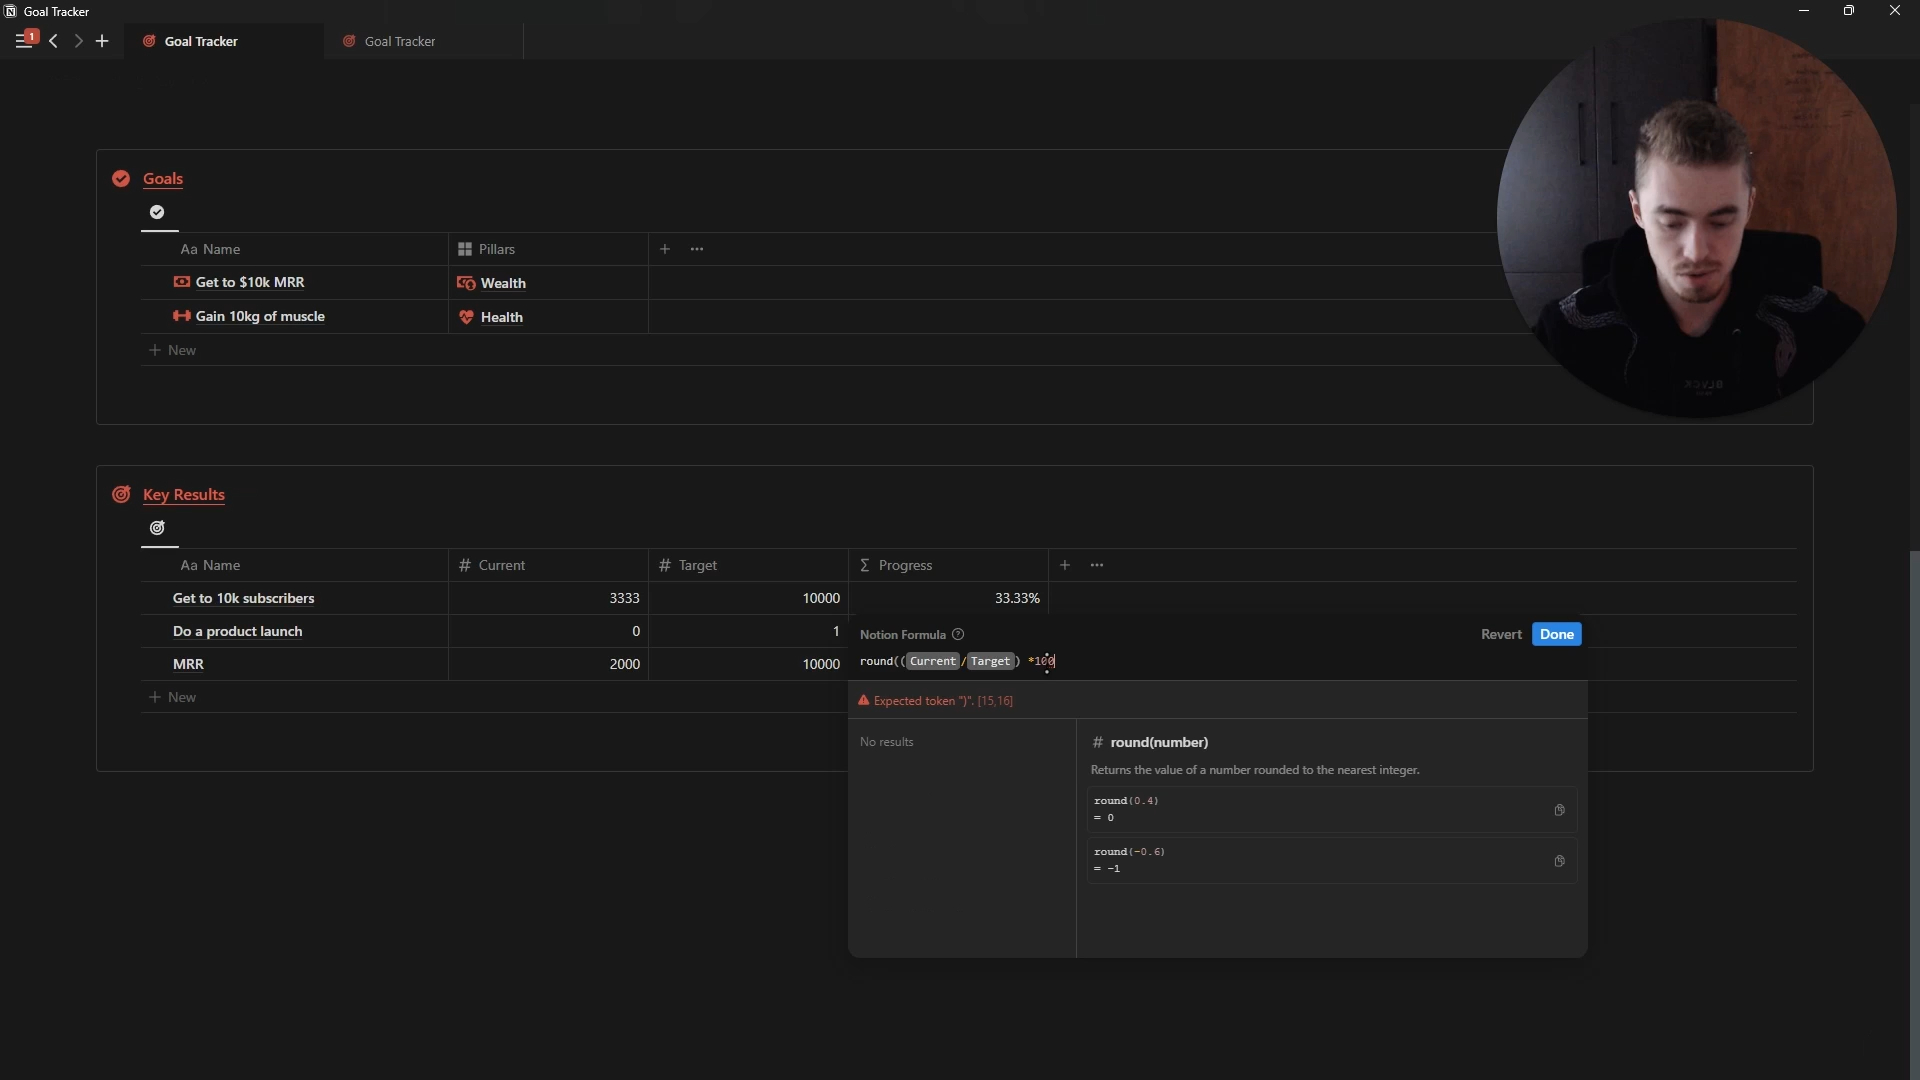 Goal Tracker
1
Goal Tracker
Goal Tracker
Goals
Aa Name
Pillars
Get to $10k MRR
Wealth
Gain 10kg of muscle
Health
+ New
Key Results
Aa Name
# Current
# Target
Σ Progress
Get to 10k subscribers
3333
10000
33.33%
Do a product launch
0
1
MRR
2000
10000
+ New
Notion Formula
Revert
Done
round((Current/Target) *100
Expected token ")". [15,16]
No results
# round(number)
Returns the value of a number rounded to the nearest integer.
round(0.4)
= 0
round(-0.6)
= -1